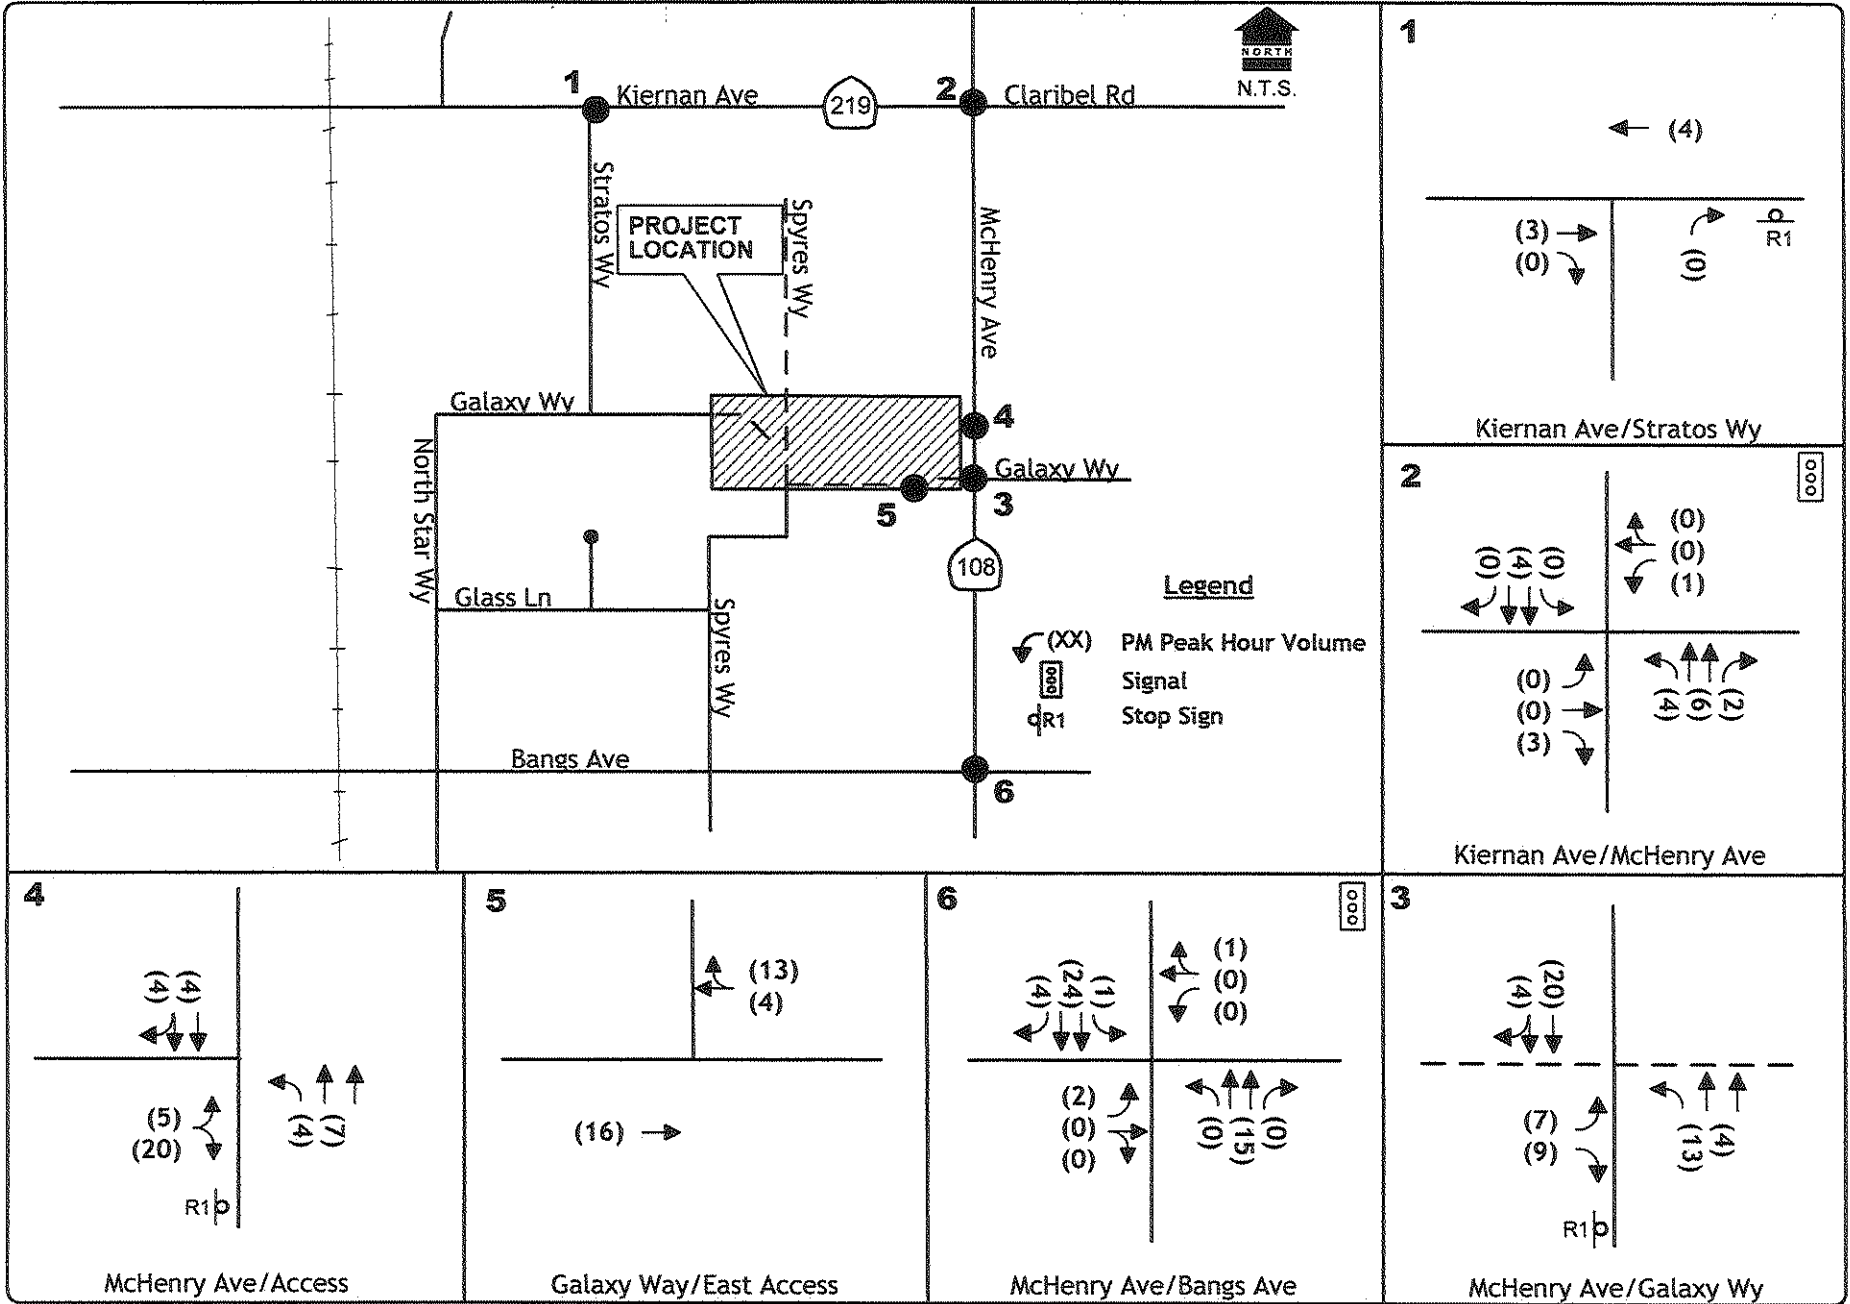 1
Kiernan Ave
219
2
Claribel Rd
NORTH
N.T.S.
Stratos Wy
PROJECT
LOCATION
Spyres Wy
McHenry Ave
Galaxy Wy
4
Galaxy Wy
3
5
North Star Wy
108
Glass Ln
Spyres Wy
Legend
(XX) PM Peak Hour Volume
Signal
R1 Stop Sign
Bangs Ave
6
1
(4)
(3)
(0)
(0)
R1
Kiernan Ave/Stratos Wy
2
(0)
(4)
(0)
(0)
(0)
(1)
(0)
(0)
(3)
(4)
(6)
(2)
Kiernan Ave/McHenry Ave
4
(4)
(4)
(5)
(20)
(4)
(7)
R1
McHenry Ave/Access
5
(13)
(4)
(16)
Galaxy Way/East Access
6
(4)
(24)
(1)
(1)
(0)
(0)
(2)
(0)
(0)
(0)
(15)
(0)
McHenry Ave/Bangs Ave
3
(4)
(20)
(7)
(9)
(13)
(4)
R1
McHenry Ave/Galaxy Wy